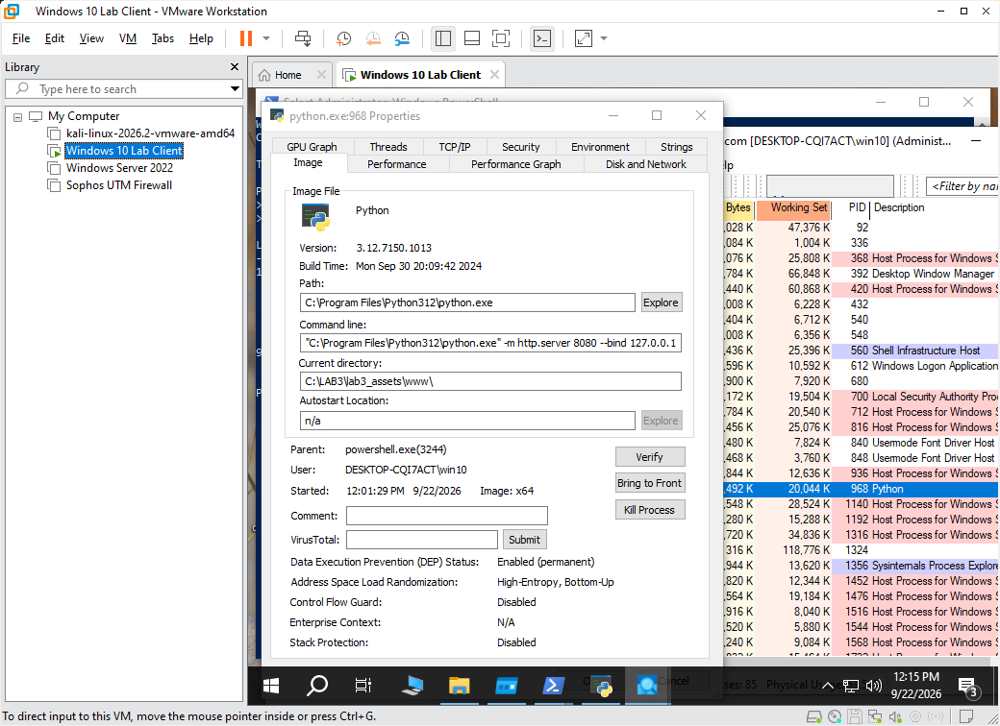 Windows 10 Lab Client - VMware Workstation
File Edit View VM Tabs Help
Library
Type here to search
My Computer
kali-linux-2026.2-vmware-amd64
Windows 10 Lab Client
Windows Server 2022
Sophos UTM Firewall
Home
Windows 10 Lab Client
Select Administrator: Windows PowerShell
python.exe:968 Properties
GPU Graph Threads TCP/IP Security Environment Strings
Image Performance Performance Graph Disk and Network
Image File
Python
Version: 3.12.7150.1013
Build Time: Mon Sep 30 20:09:42 2024
Path:
C:\Program Files\Python312\python.exe
Explore
Command line:
"C:\Program Files\Python312\python.exe" -m http.server 8080 --bind 127.0.0.1
Current directory:
C:\LAB3\lab3_assets\www\
Autostart Location:
n/a
Explore
Parent: powershell.exe(3244)
User: DESKTOP-CQI7ACT\win10
Started: 12:01:29 PM 9/22/2026 Image: x64
Verify
Bring to Front
Kill Process
Comment:
VirusTotal:
Submit
Data Execution Prevention (DEP) Status: Enabled (permanent)
Address Space Load Randomization: High-Entropy, Bottom-Up
Control Flow Guard: Disabled
Enterprise Context: N/A
Stack Protection: Disabled
.com [DESKTOP-CQI7ACT\win10] (Administ...
lp
<Filter by nar
Bytes Working Set PID Description
,028 K 47,376 K 92
,084 K 1,004 K 336
,076 K 25,808 K 368 Host Process for Windows S
,784 K 66,848 K 392 Desktop Window Manager
,440 K 60,868 K 420 Host Process for Windows S
,008 K 6,228 K 432
,404 K 6,712 K 540
,008 K 6,356 K 548
,436 K 25,396 K 560 Shell Infrastructure Host
,596 K 10,592 K 612 Windows Logon Application
,900 K 7,920 K 680
,172 K 19,504 K 700 Local Security Authority Pro
,784 K 20,540 K 712 Host Process for Windows S
,456 K 25,076 K 816 Host Process for Windows S
,480 K 7,824 K 840 Usermode Font Driver Host
,468 K 3,760 K 848 Usermode Font Driver Host
,844 K 12,636 K 936 Host Process for Windows S
,492 K 20,044 K 968 Python
,548 K 28,524 K 1140 Host Process for Windows S
,280 K 15,288 K 1192 Host Process for Windows S
,720 K 34,836 K 1316 Host Process for Windows S
,316 K 118,776 K 1324
,944 K 13,620 K 1356 Sysinternals Process Explore
,820 K 12,344 K 1452 Host Process for Windows S
,564 K 19,184 K 1476 Host Process for Windows S
,916 K 8,040 K 1516 Host Process for Windows S
,520 K 5,880 K 1544 Host Process for Windows S
,240 K 9,084 K 1568 Host Process for Windows S
Cancel
ses: 85 Physical Us
12:15 PM
9/22/2026
3
To direct input to this VM, move the mouse pointer inside or press Ctrl+G.